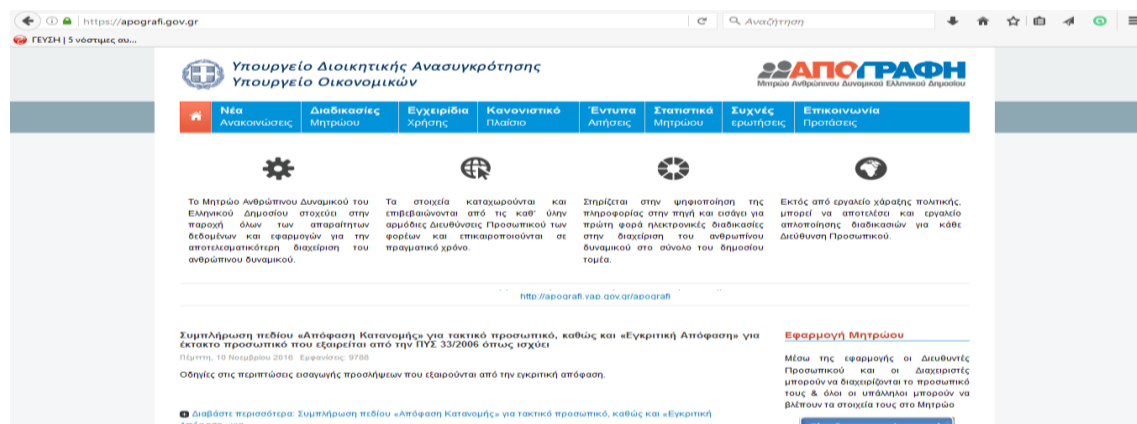 https://apografi.gov.gr
Αναζήτηση
ΓΕΥΣΗ | 5 νόστιμες συ...
Υπουργείο Διοικητικής Ανασυγκρότησης
Υπουργείο Οικονομικών
ΑΠΟΓΡΑΦΗ
Μητρώο Ανθρώπινου Δυναμικού Ελληνικού Δημοσίου
Νέα Ανακοινώσεις
Διαδικασίες Μητρώου
Εγχειρίδια Χρήσης
Κανονιστικό Πλαίσιο
Έντυπα Αιτήσεις
Στατιστικά Μητρώου
Συχνές ερωτήσεις
Επικοινωνία Προτάσεις
Το Μητρώο Ανθρώπινου Δυναμικού του
Ελληνικού Δημοσίου στοχεύει στην
παροχή όλων των απαραίτητων
δεδομένων και εφαρμογών για την
αποτελεσματικότερη διαχείριση του
ανθρώπινου δυναμικού.
Τα στοιχεία καταχωρούνται και
επιβεβαιώνονται από τις καθ' ύλην
αρμόδιες Διευθύνσεις Προσωπικού των
φορέων και επικαιροποιούνται σε
πραγματικό χρόνο.
Στηρίζεται στην ψηφιοποίηση της
πληροφορίας στην πηγή και εισάγει για
πρώτη φορά ηλεκτρονικές διαδικασίες
στην διαχείριση του ανθρωπίνου
δυναμικού στο σύνολο του δημοσίου
τομέα.
Εκτός από εργαλείο χάραξης πολιτικής,
μπορεί να αποτελέσει και εργαλείο
απλοποίησης διαδικασιών για κάθε
Διεύθυνση Προσωπικού.
http://apografi.yap.gov.gr/apografi
Συμπλήρωση πεδίου «Απόφαση Κατανομής» για τακτικό προσωπικό, καθώς και «Εγκριτική Απόφαση» για
έκτακτο προσωπικό που εξαιρείται από την ΠΥΣ 33/2006 όπως ισχύει
Πέμπτη, 10 Νοεμβρίου 2016 Εμφανίσεις: 9788
Οδηγίες στις περιπτώσεις εισαγωγής προσλήψεων που εξαιρούνται από την εγκριτική απόφαση.
Διαβάστε περισσότερα: Συμπλήρωση πεδίου «Απόφαση Κατανομής» για τακτικό προσωπικό, καθώς και «Εγκριτική
Εφαρμογή Μητρώου
Μέσω της εφαρμογής οι Διευθυντές
Προσωπικού και οι Διαχειριστές
μπορούν να διαχειρίζονται το προσωπικό
τους & όλοι οι υπάλληλοι μπορούν να
βλέπουν τα στοιχεία τους στο Μητρώο